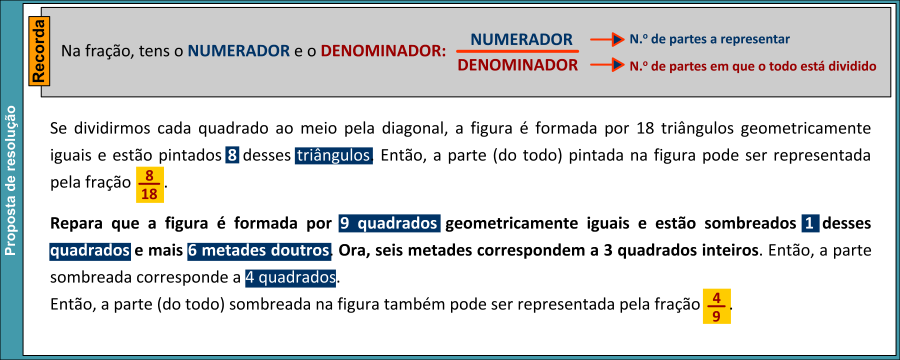 Proposta de resolução
Recorda
Na fração, tens o NUMERADOR e o DENOMINADOR:
NUMERADOR
N.º de partes a representar
DENOMINADOR
N.º de partes em que o todo está dividido
Se dividirmos cada quadrado ao meio pela diagonal, a figura é formada por 18 triângulos geometricamente
iguais e estão pintados 8 desses triângulos. Então, a parte (do todo) pintada na figura pode ser representada
pela fração 8/18.
Repara que a figura é formada por 9 quadrados geometricamente iguais e estão sombreados 1 desses
quadrados e mais 6 metades doutros. Ora, seis metades correspondem a 3 quadrados inteiros. Então, a parte
sombreada corresponde a 4 quadrados.
Então, a parte (do todo) sombreada na figura também pode ser representada pela fração 4/9.